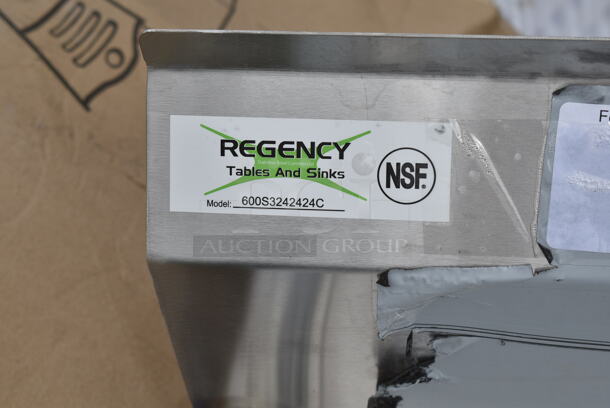 REGENCY
Tables And Sinks
Model: 600S3242424C
NSF.
AUCTION GROUP